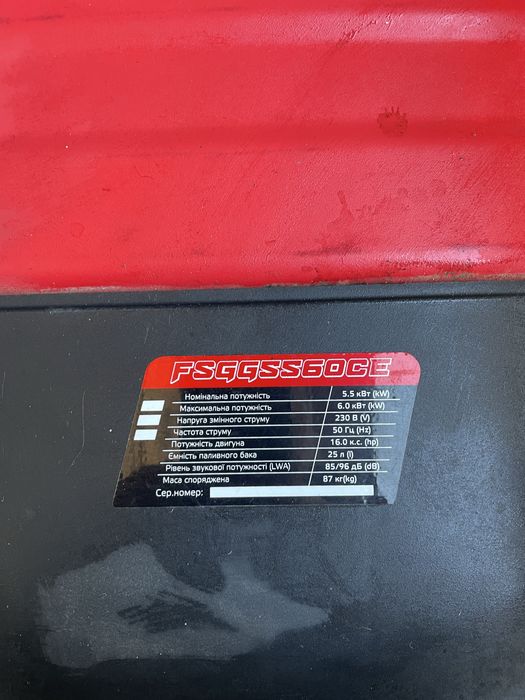 FSGG5560CE
Номінальна потужність 5.5 кВт (kW)
Максимальна потужність 6.0 кВт (kW)
Напруга змінного струму 230 В (V)
Частота струму 50 Гц (Hz)
Потужність двигуна 16.0 к.с. (hp)
Ємність паливного бака 25 л (l)
Рівень звукової потужності (LWA) 85/96 дБ (dB)
Маса споряджена 87 кг(kg)
Сер.номер: